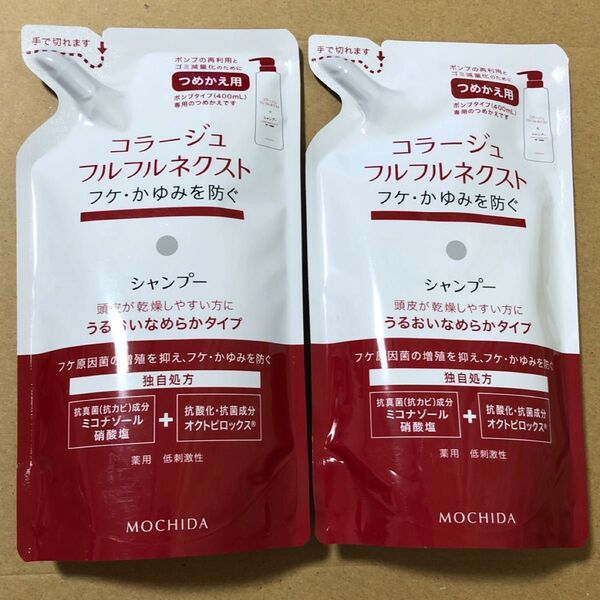 手で切れます
ポンプの再利用と
ゴミ減量化のために
つめかえ用
ポンプタイプ(400mL)
専用のつめかえです
コラージュ
フルフルネクスト
フケ・かゆみを防ぐ
シャンプー
頭皮が乾燥しやすい方に
うるおいなめらかタイプ
フケ原因菌の増殖を抑え、フケ・かゆみを防ぐ
独自処方
抗真菌(抗カビ)成分
ミコナゾール
硝酸塩
+
抗酸化・抗菌成分
オクトピロックス®
薬用 低刺激性
MOCHIDA
手で切れます
ポンプの再利用と
ゴミ減量化のために
つめかえ用
ポンプタイプ(400mL)
専用のつめかえです
コラージュ
フルフルネクスト
フケ・かゆみを防ぐ
シャンプー
頭皮が乾燥しやすい方に
うるおいなめらかタイプ
フケ原因菌の増殖を抑え、フケ・かゆみを防ぐ
独自処方
抗真菌(抗カビ)成分
ミコナゾール
硝酸塩
+
抗酸化・抗菌成分
オクトピロックス®
薬用 低刺激性
MOCHIDA